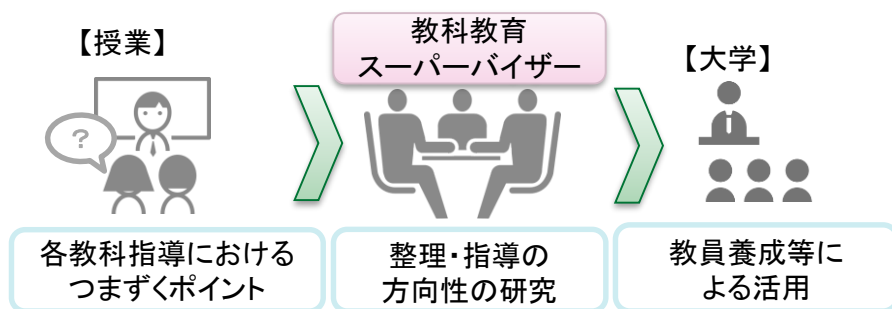 【授業】
?
各教科指導における
つまずくポイント
教科教育
スーパーバイザー
整理・指導の
方向性の研究
【大学】
教員養成等に
よる活用